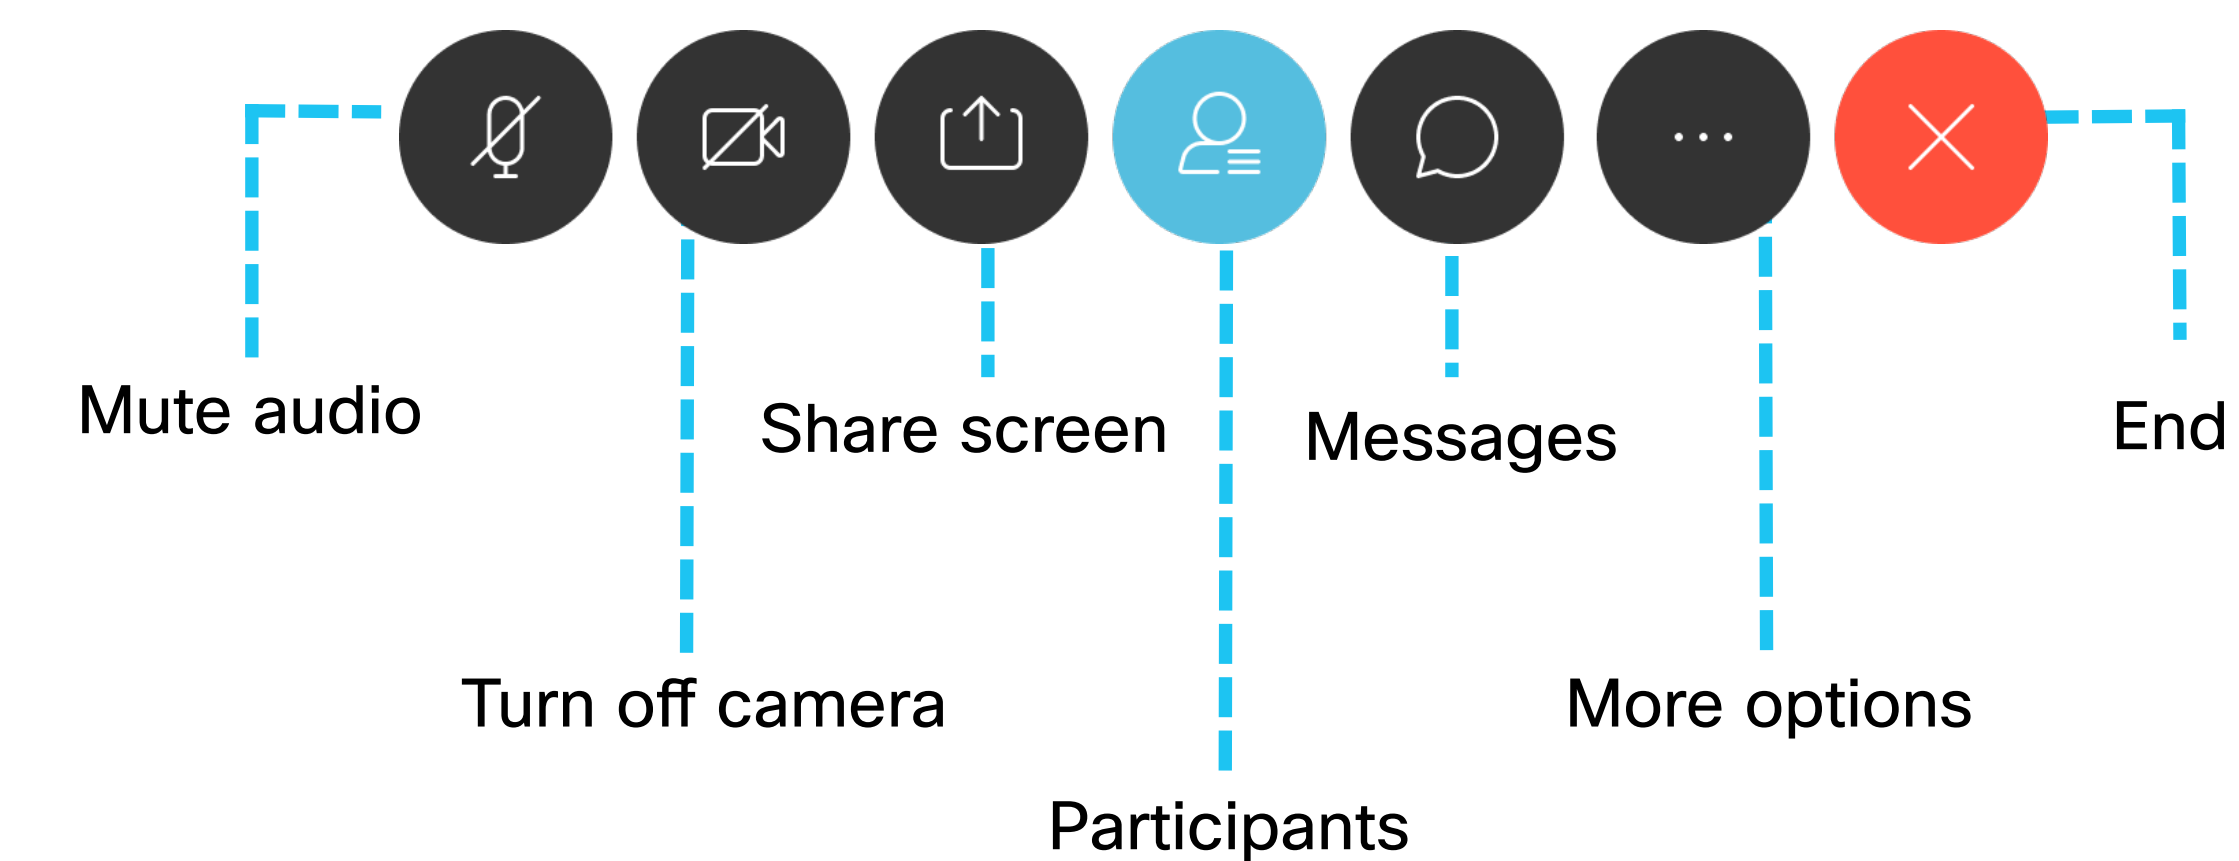 Mute audio
Share screen
Messages
End
Turn off camera
More options
Participants